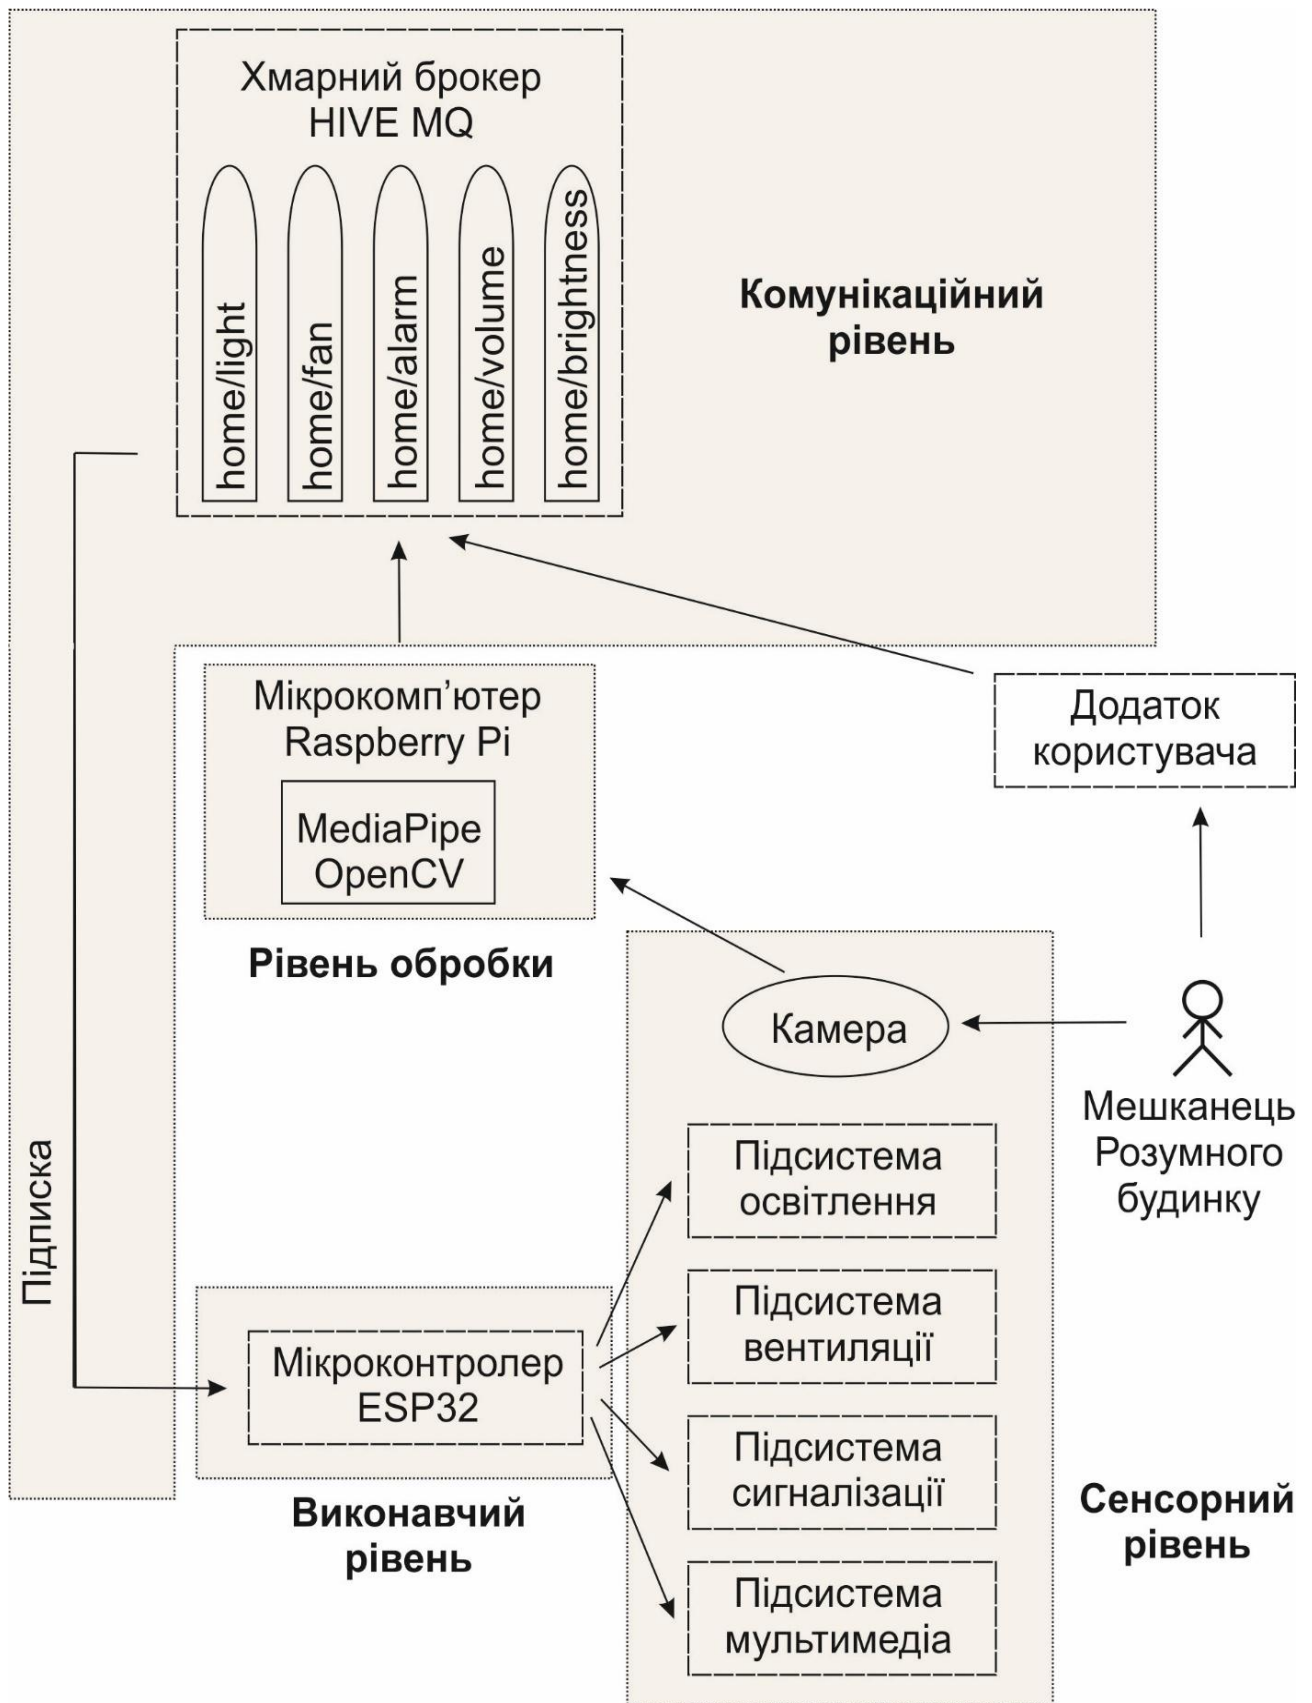 Хмарний брокер
HIVE MQ
home/light
home/fan
home/alarm
home/volume
home/brightness
Комунікаційний
рівень
Мікрокомп’ютер
Raspberry Pi
MediaPipe
OpenCV
Рівень обробки
Додаток
користувача
Камера
Мешканець
Розумного
будинку
Підписка
Підсистема
освітлення
Підсистема
вентиляції
Мікроконтролер
ESP32
Підсистема
сигналізації
Виконавчий
рівень
Сенсорний
рівень
Підсистема
мультимедіа